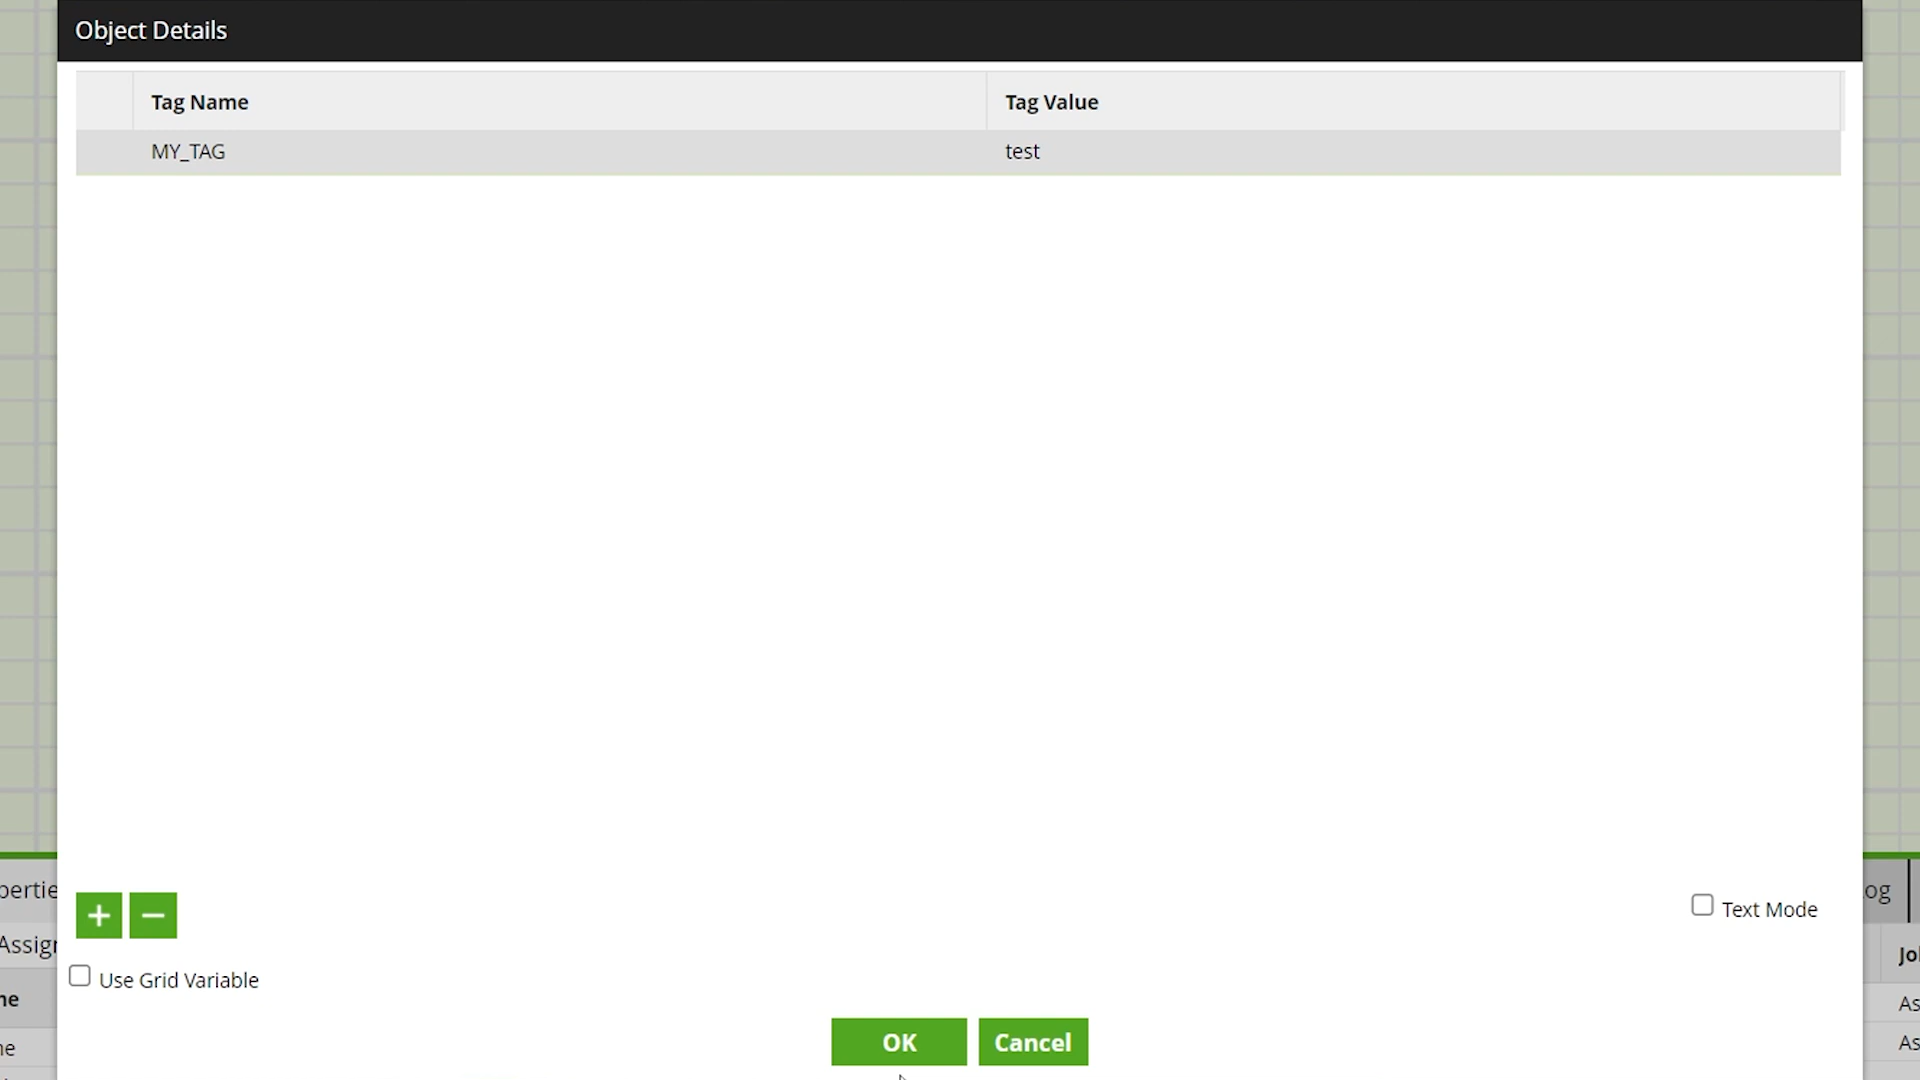 Object Details
Tag Name Tag Value
MY_TAG test
+ −
Text Mode
Use Grid Variable
OK Cancel